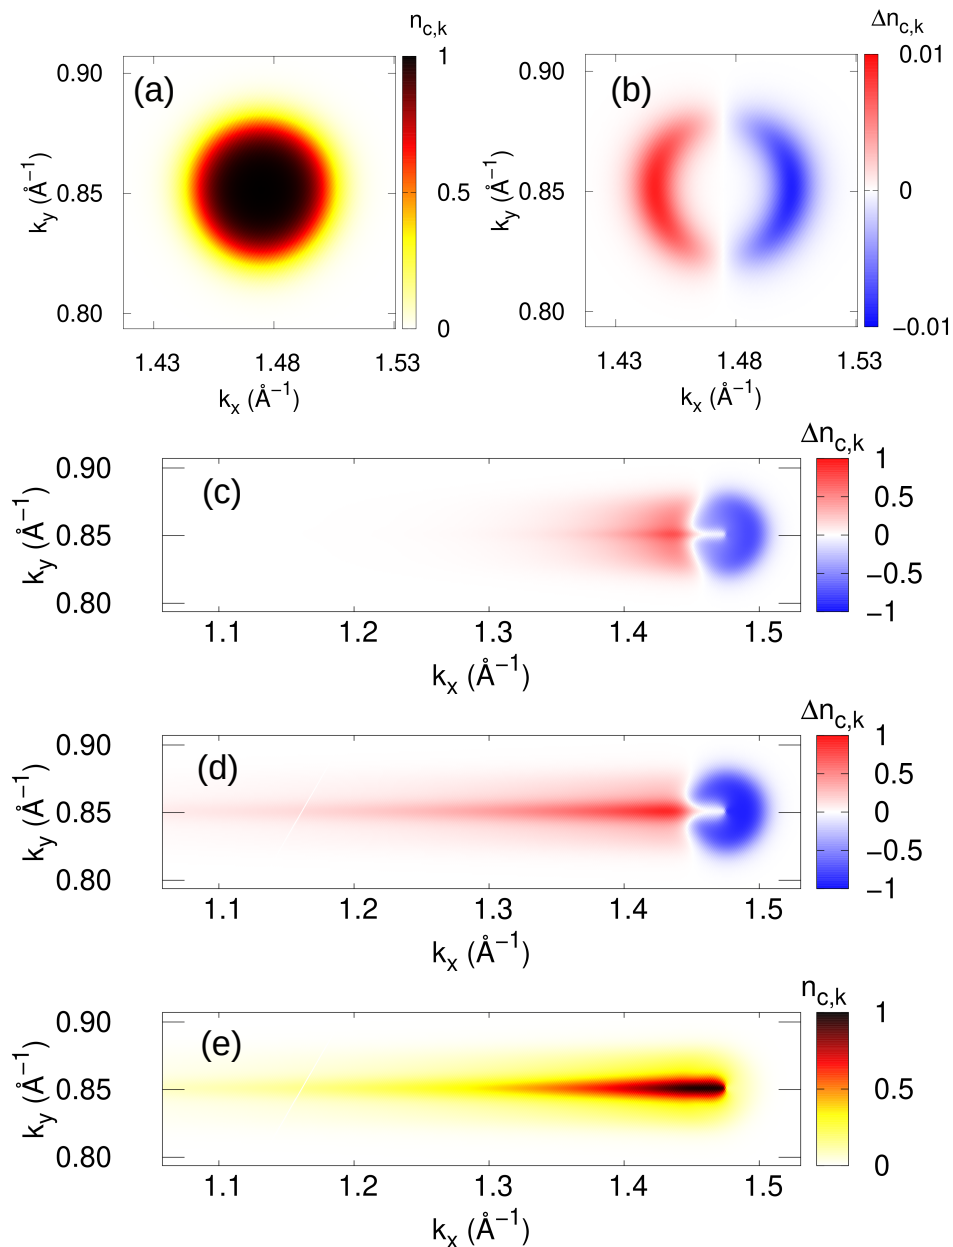 n_c,k
Δn_c,k
(a)
0.90
0.85
0.80
k_y (Å⁻¹)
1.43 1.48 1.53
k_x (Å⁻¹)
1
0.5
0
(b)
0.90
0.85
0.80
k_y (Å⁻¹)
1.43 1.48 1.53
k_x (Å⁻¹)
0.01
0
−0.01
Δn_c,k
(c)
0.90
0.85
0.80
k_y (Å⁻¹)
1.1 1.2 1.3 1.4 1.5
k_x (Å⁻¹)
1
0.5
0
−0.5
−1
Δn_c,k
(d)
0.90
0.85
0.80
k_y (Å⁻¹)
1.1 1.2 1.3 1.4 1.5
k_x (Å⁻¹)
1
0.5
0
−0.5
−1
n_c,k
(e)
0.90
0.85
0.80
k_y (Å⁻¹)
1.1 1.2 1.3 1.4 1.5
k_x (Å⁻¹)
1
0.5
0